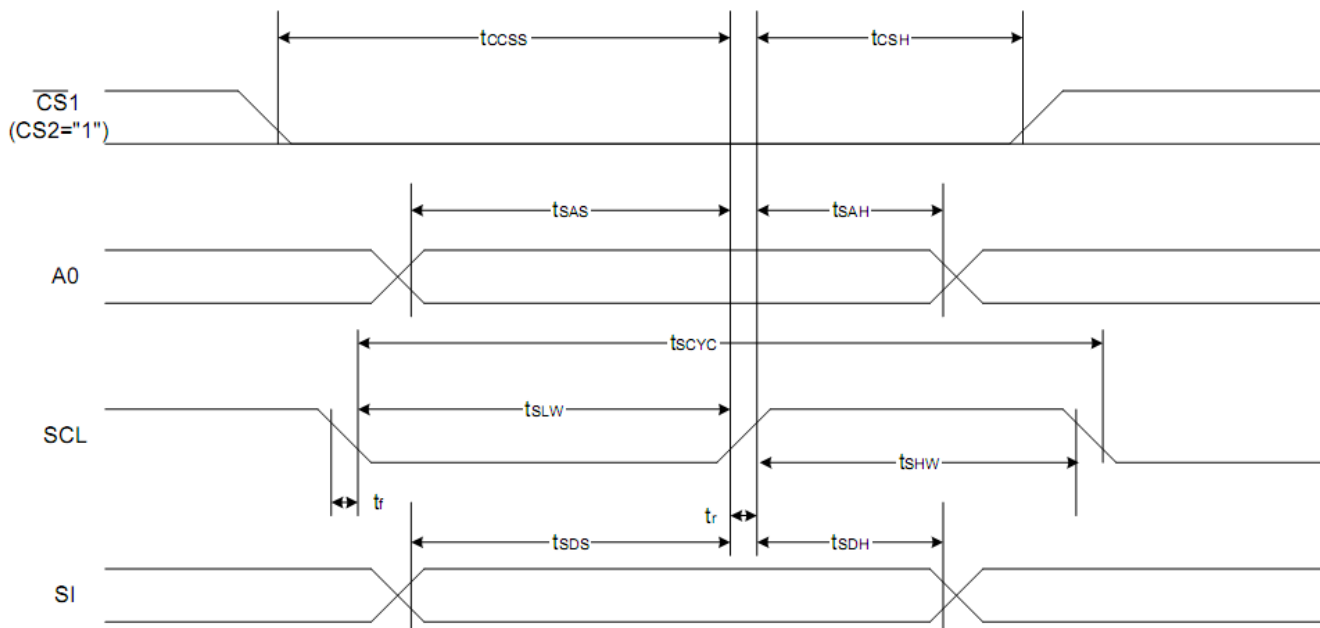 tCCSS tCSH
CS1
(CS2="1")
tSAS tSAH
A0
tSCYC
tSLW
SCL
tSHW
tf
tr
tSDS tSDH
SI